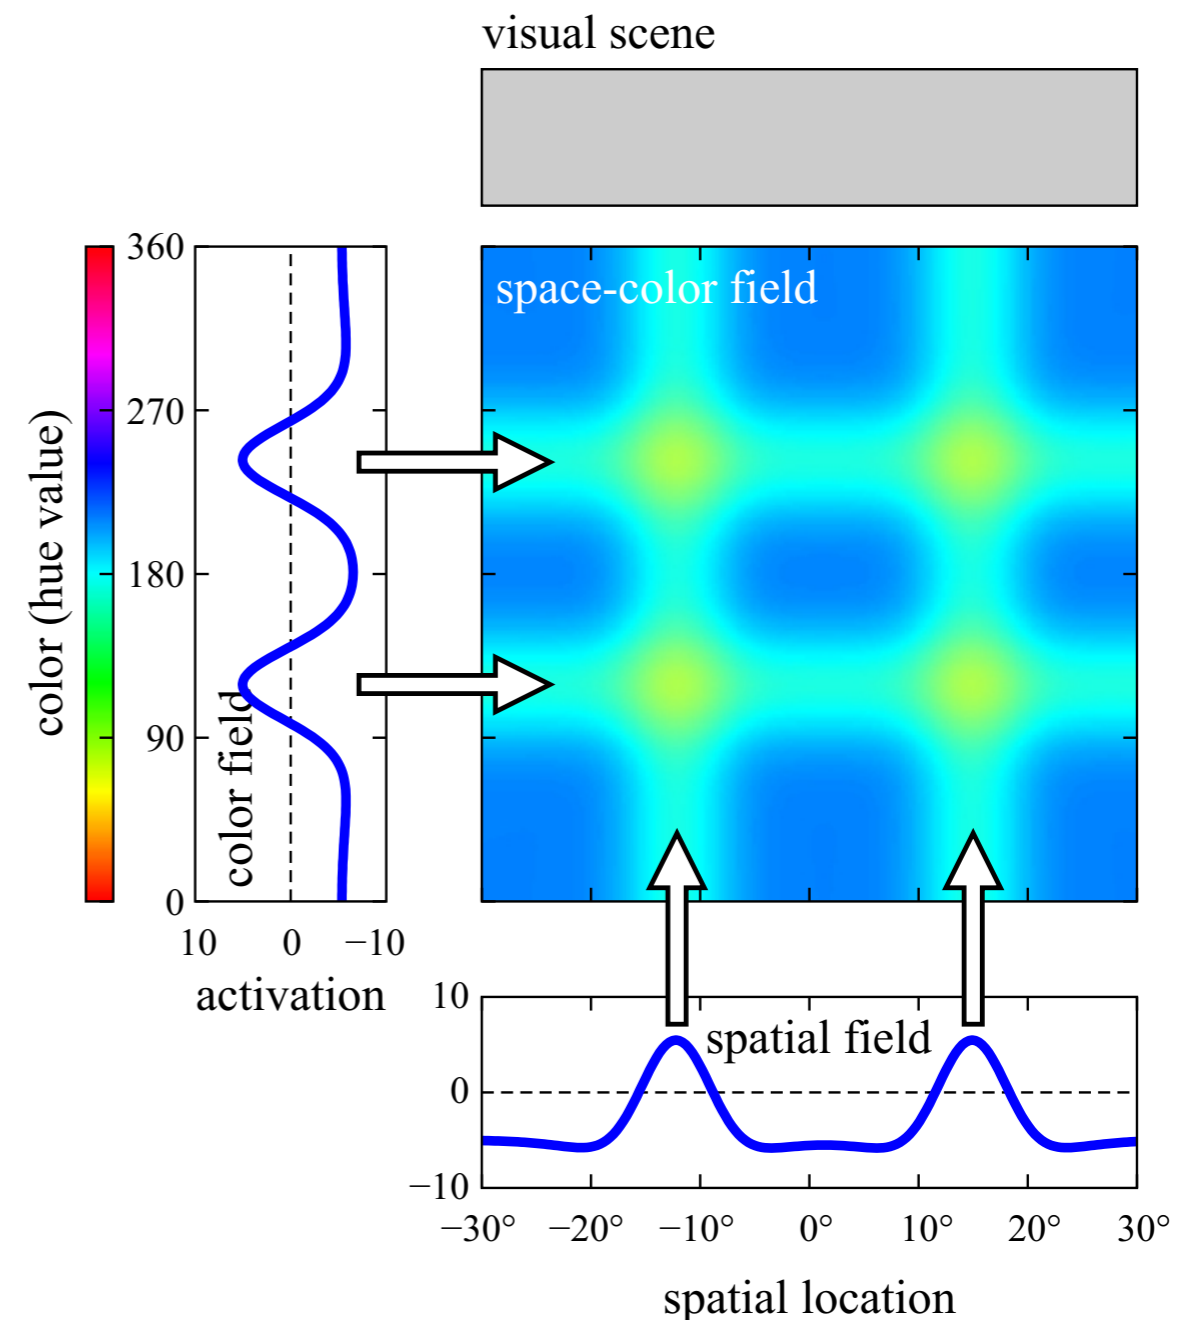 visual scene
space-color field
color (hue value)
360
270
180
90
0
color field
10 0 −10
activation
10
0
−10
spatial field
−30° −20° −10° 0° 10° 20° 30°
spatial location